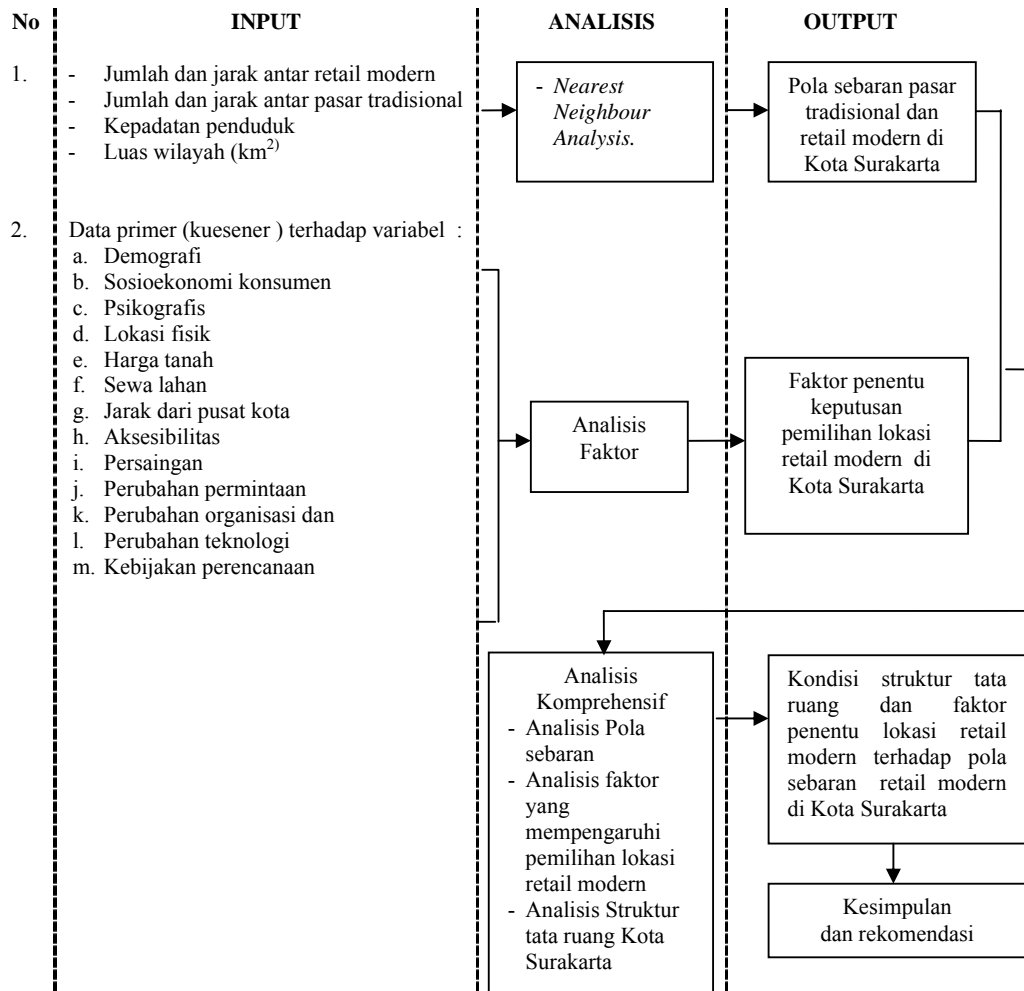 No INPUT ANALISIS OUTPUT
1. - Jumlah dan jarak antar retail modern
- Jumlah dan jarak antar pasar tradisional
- Kepadatan penduduk
- Luas wilayah (km2)
- Nearest
Neighbour
Analysis.
Pola sebaran pasar
tradisional dan
retail modern di
Kota Surakarta
2. Data primer (kuesener ) terhadap variabel :
a. Demografi
b. Sosioekonomi konsumen
c. Psikografis
d. Lokasi fisik
e. Harga tanah
f. Sewa lahan
g. Jarak dari pusat kota
h. Aksesibilitas
i. Persaingan
j. Perubahan permintaan
k. Perubahan organisasi dan
l. Perubahan teknologi
m. Kebijakan perencanaan
Analisis
Faktor
Faktor penentu
keputusan
pemilihan lokasi
retail modern di
Kota Surakarta
Analisis
Komprehensif
- Analisis Pola
sebaran
- Analisis faktor
yang
mempengaruhi
pemilihan lokasi
retail modern
- Analisis Struktur
tata ruang Kota
Surakarta
Kondisi struktur tata
ruang dan faktor
penentu lokasi retail
modern terhadap pola
sebaran retail modern
di Kota Surakarta
Kesimpulan
dan rekomendasi